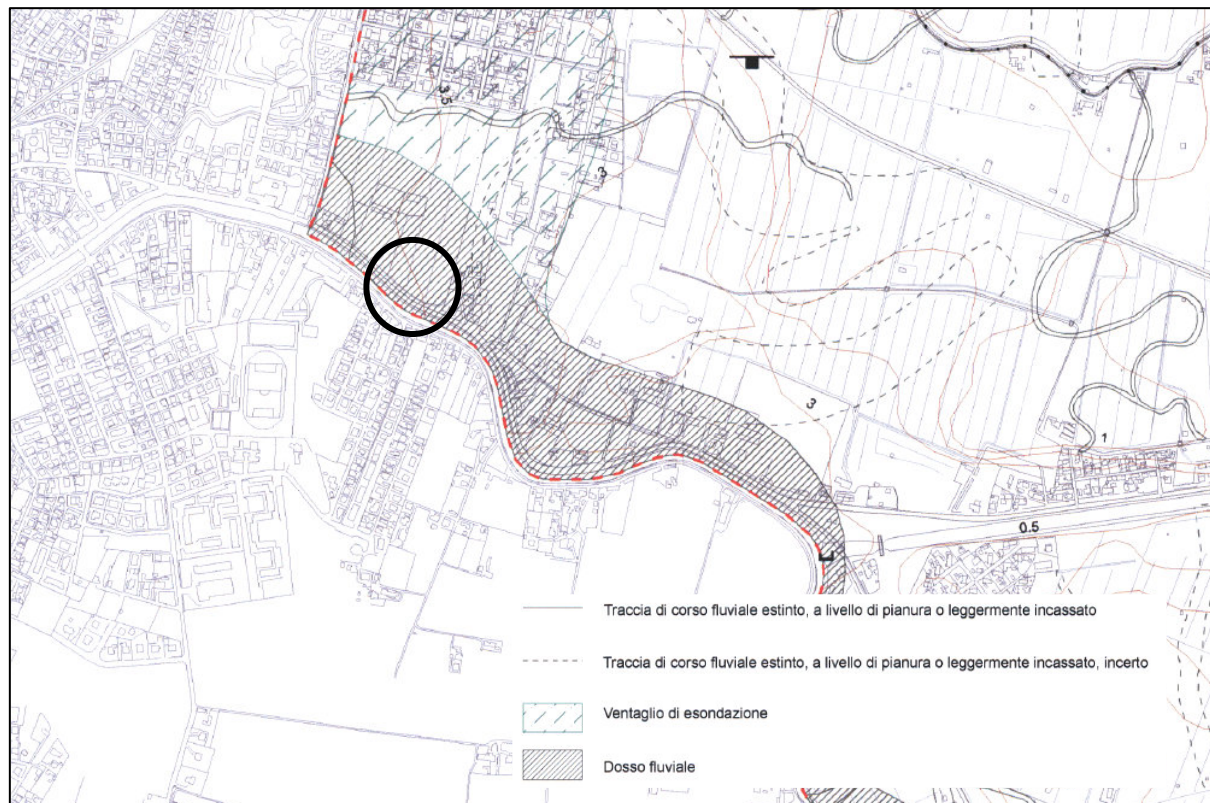 3.5
3
3
1
0.5
Traccia di corso fluviale estinto, a livello di pianura o leggermente incassato
Traccia di corso fluviale estinto, a livello di pianura o leggermente incassato, incerto
Ventaglio di esondazione
Dosso fluviale